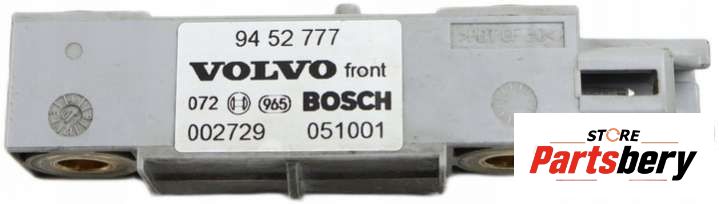 94 52 777
VOLVO front
072 965 BOSCH
002729 051001
STORE
Partsbery